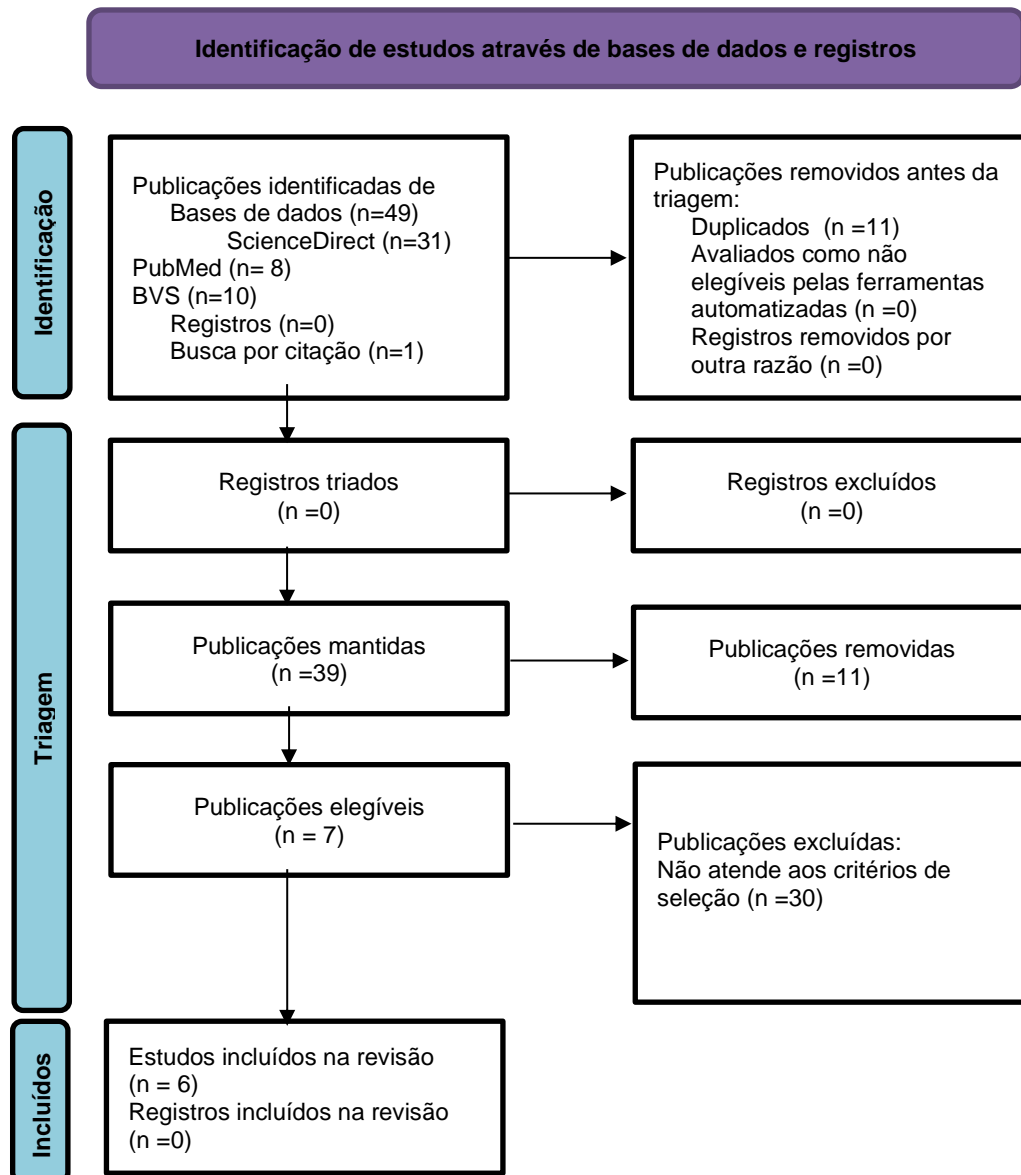 Identificação de estudos através de bases de dados e registros
Identificação
Publicações identificadas de
Bases de dados (n=49)
ScienceDirect (n=31)
PubMed (n= 8)
BVS (n=10)
Registros (n=0)
Busca por citação (n=1)
Publicações removidos antes da
triagem:
Duplicados (n =11)
Avaliados como não
elegíveis pelas ferramentas
automatizadas (n =0)
Registros removidos por
outra razão (n =0)
Triagem
Registros triados
(n =0)
Registros excluídos
(n =0)
Publicações mantidas
(n =39)
Publicações removidas
(n =11)
Publicações elegíveis
(n = 7)
Publicações excluídas:
Não atende aos critérios de
seleção (n =30)
Incluídos
Estudos incluídos na revisão
(n = 6)
Registros incluídos na revisão
(n =0)